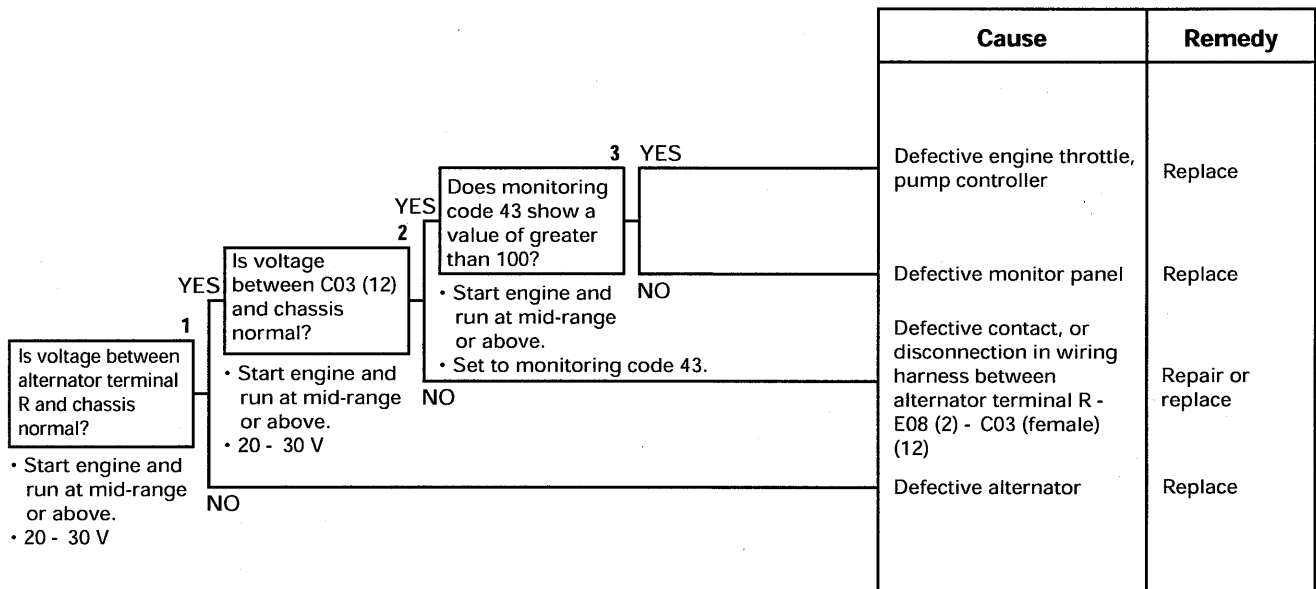 Cause
Remedy
3 YES
Does monitoring
code 43 show a
value of greater
than 100?
Defective engine throttle,
pump controller
Replace
YES
2
Is voltage
between C03 (12)
and chassis
normal?
• Start engine and
run at mid-range
or above.
• Set to monitoring code 43.
NO
Defective monitor panel
Replace
YES
1
Is voltage between
alternator terminal
R and chassis
normal?
• Start engine and
run at mid-range
or above.
• 20 - 30 V
NO
Defective contact, or
disconnection in wiring
harness between
alternator terminal R -
E08 (2) - C03 (female)
(12)
Repair or
replace
• Start engine and
run at mid-range
or above.
• 20 - 30 V
NO
Defective alternator
Replace